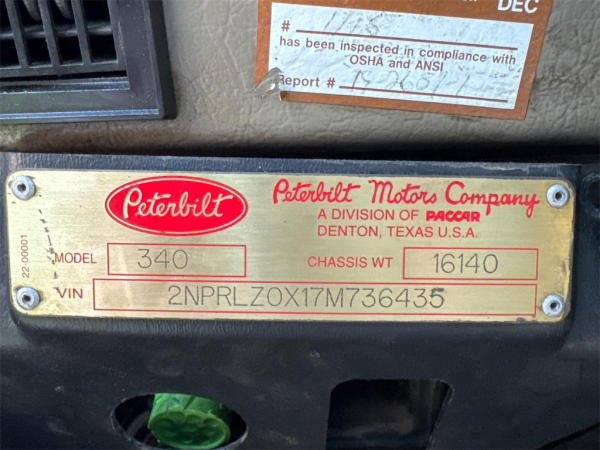 DEC
#
has been inspected in compliance with
OSHA and ANSI
Report #
Peterbilt
Peterbilt Motors Company
A DIVISION OF PACCAR
DENTON, TEXAS U.S.A.
22-00001
MODEL 340 CHASSIS WT 16140
VIN 2NPRLZ0X17M736435